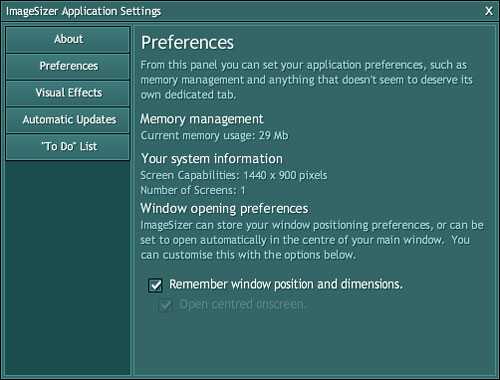 ImageSizer Application Settings X
About
Preferences
Visual Effects
Automatic Updates
"To Do" List
Preferences
From this panel you can set your application preferences, such as
memory management and anything that doesn't seem to deserve its
own dedicated tab.
Memory management
Current memory usage: 29 Mb
Your system information
Screen Capabilities: 1440 x 900 pixels
Number of Screens: 1
Window opening preferences
ImageSizer can store your window positioning preferences, or can be
set to open automatically in the centre of your main window. You
can customise this with the options below.
Remember window position and dimensions.
Open centred onscreen.